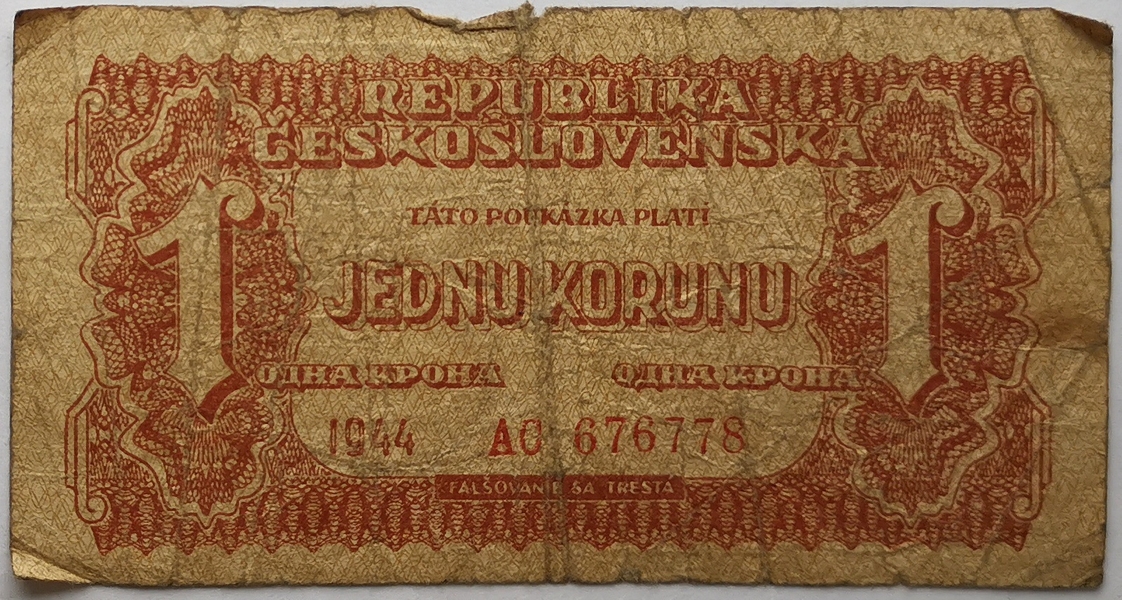 REPUBLIKA
ČESKOSLOVENSKÁ
TÁTO POUKÁZKA PLATÍ
JEDNU KORUNU
1
1
ОДНА КРОНА ОДНА КРОНА
1944 AO 676778
FALŠOVANIE SA TRESTÁ